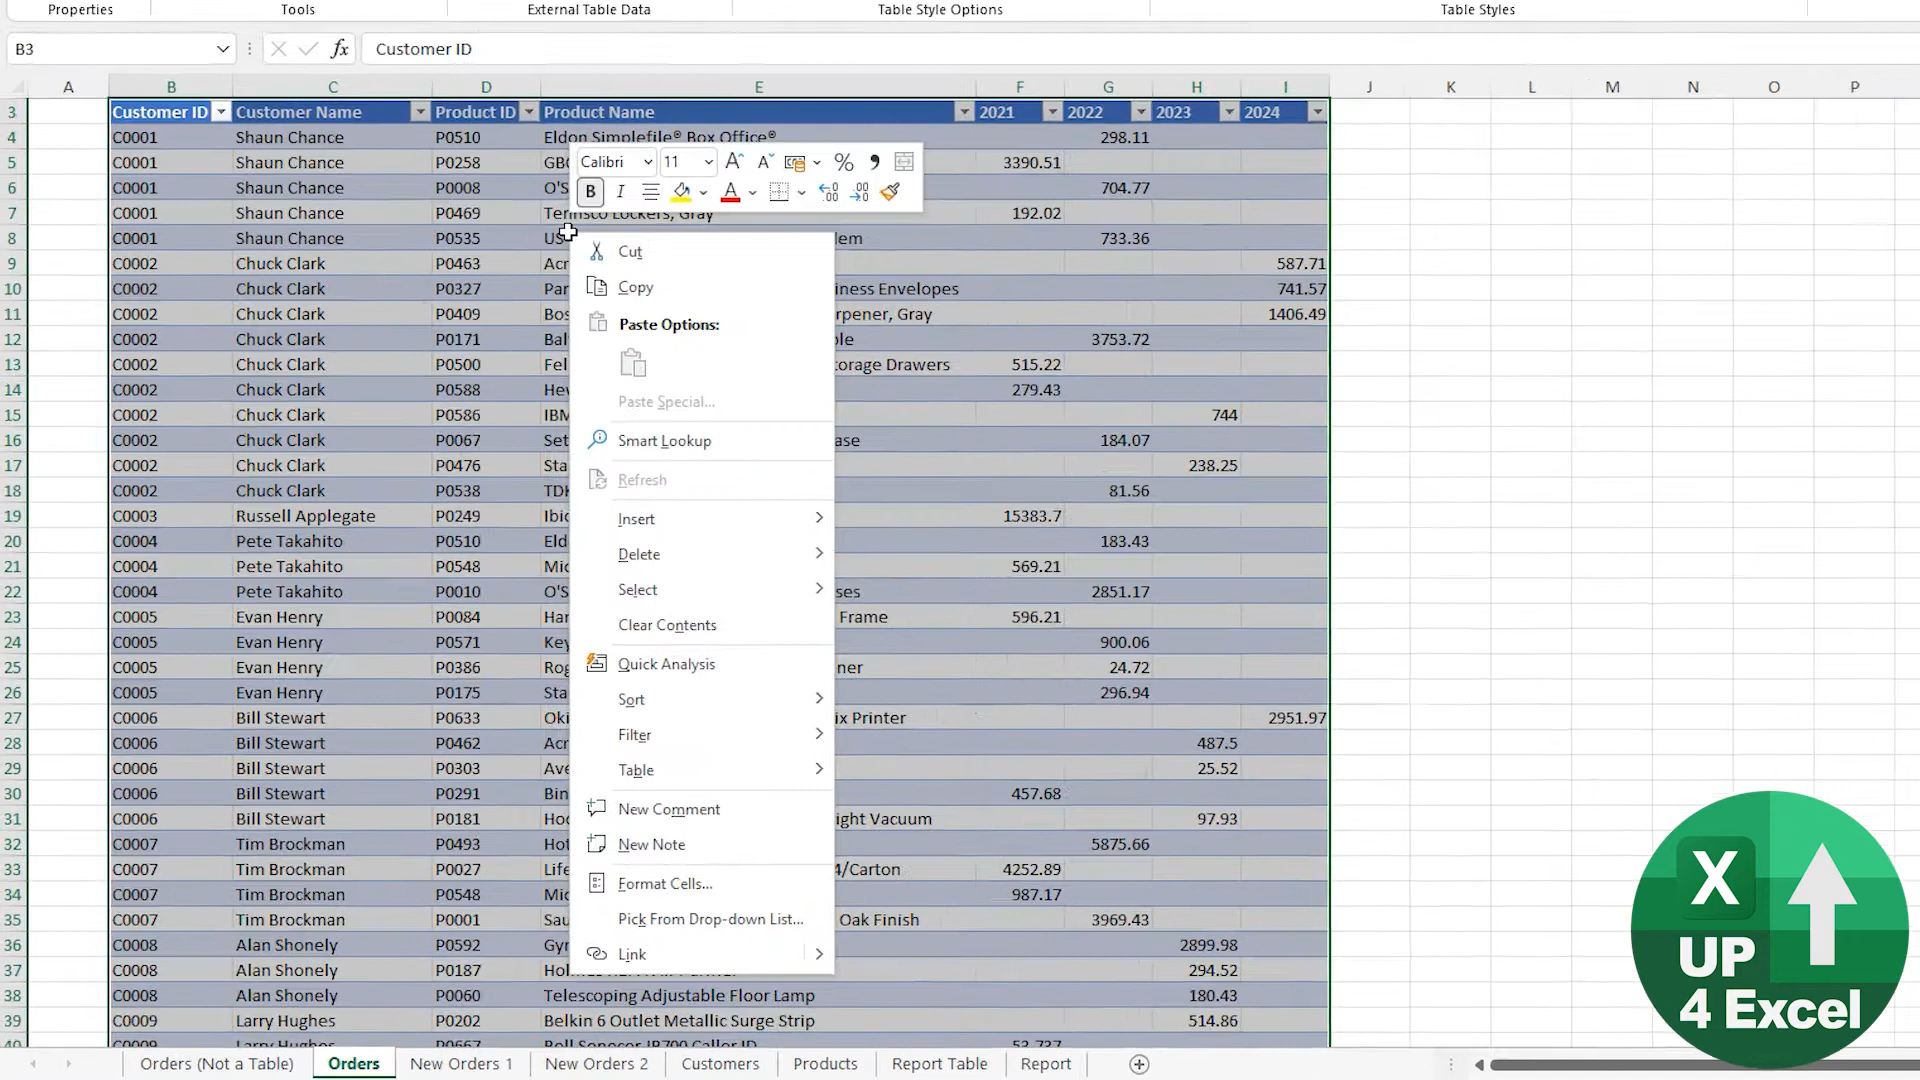 Properties Tools External Table Data Table Style Options Table Styles
B3 fx Customer ID
A B C D E F G H I J K L M N O P
3 Customer ID Customer Name Product ID Product Name 2021 2022 2023 2024
4 C0001 Shaun Chance P0510 Eldon Simplefile® Box Office® 298.11
Calibri 11 A A % ,
5 C0001 Shaun Chance P0258 GBC 3390.51
6 C0001 Shaun Chance P0008 O'S 704.77
B I A .00 .00
7 C0001 Shaun Chance P0469 Tennsco Lockers, Gray 192.02
8 C0001 Shaun Chance P0535 US lem 733.36
Cut
9 C0002 Chuck Clark P0463 Acr 587.71
Copy
10 C0002 Chuck Clark P0327 Par iness Envelopes 741.57
11 C0002 Chuck Clark P0409 Bos rpener, Gray 1406.49
Paste Options:
12 C0002 Chuck Clark P0171 Bal ble 3753.72
13 C0002 Chuck Clark P0500 Fel torage Drawers 515.22
14 C0002 Chuck Clark P0588 Hew 279.43
Paste Special...
15 C0002 Chuck Clark P0586 IBM 744
16 C0002 Chuck Clark P0067 Set ase 184.07
Smart Lookup
17 C0002 Chuck Clark P0476 Sta 238.25
Refresh
18 C0002 Chuck Clark P0538 TDK 81.56
19 C0003 Russell Applegate P0249 Ibic 15383.7
Insert
20 C0004 Pete Takahito P0510 Eld 183.43
Delete
21 C0004 Pete Takahito P0548 Mic 569.21
22 C0004 Pete Takahito P0010 O'S ses 2851.17
Select
23 C0005 Evan Henry P0084 Har Frame 596.21
Clear Contents
24 C0005 Evan Henry P0571 Key 900.06
25 C0005 Evan Henry P0386 Rog ner 24.72
Quick Analysis
26 C0005 Evan Henry P0175 Sta 296.94
Sort
27 C0006 Bill Stewart P0633 Oki ix Printer 2951.97
Filter
28 C0006 Bill Stewart P0462 Acr 487.5
29 C0006 Bill Stewart P0303 Ave 25.52
Table
30 C0006 Bill Stewart P0291 Bin 457.68
New Comment
31 C0006 Bill Stewart P0181 Hoo ight Vacuum 97.93
32 C0007 Tim Brockman P0493 Hot 5875.66
New Note
33 C0007 Tim Brockman P0027 Life 4/Carton 4252.89
Format Cells...
34 C0007 Tim Brockman P0548 Mic 987.17
35 C0007 Tim Brockman P0001 Sau Oak Finish 3969.43
Pick From Drop-down List...
36 C0008 Alan Shonely P0592 Gyr 2899.98
Link
37 C0008 Alan Shonely P0187 294.52
38 C0008 Alan Shonely P0060 Telescoping Adjustable Floor Lamp 180.43
39 C0009 Larry Hughes P0202 Belkin 6 Outlet Metallic Surge Strip 514.86
40 C0009 Larry Hughes P0667 Bell Sonecor JB700 Caller ID 53.737
Orders (Not a Table) Orders New Orders 1 New Orders 2 Customers Products Report Table Report
X
UP
4 Excel